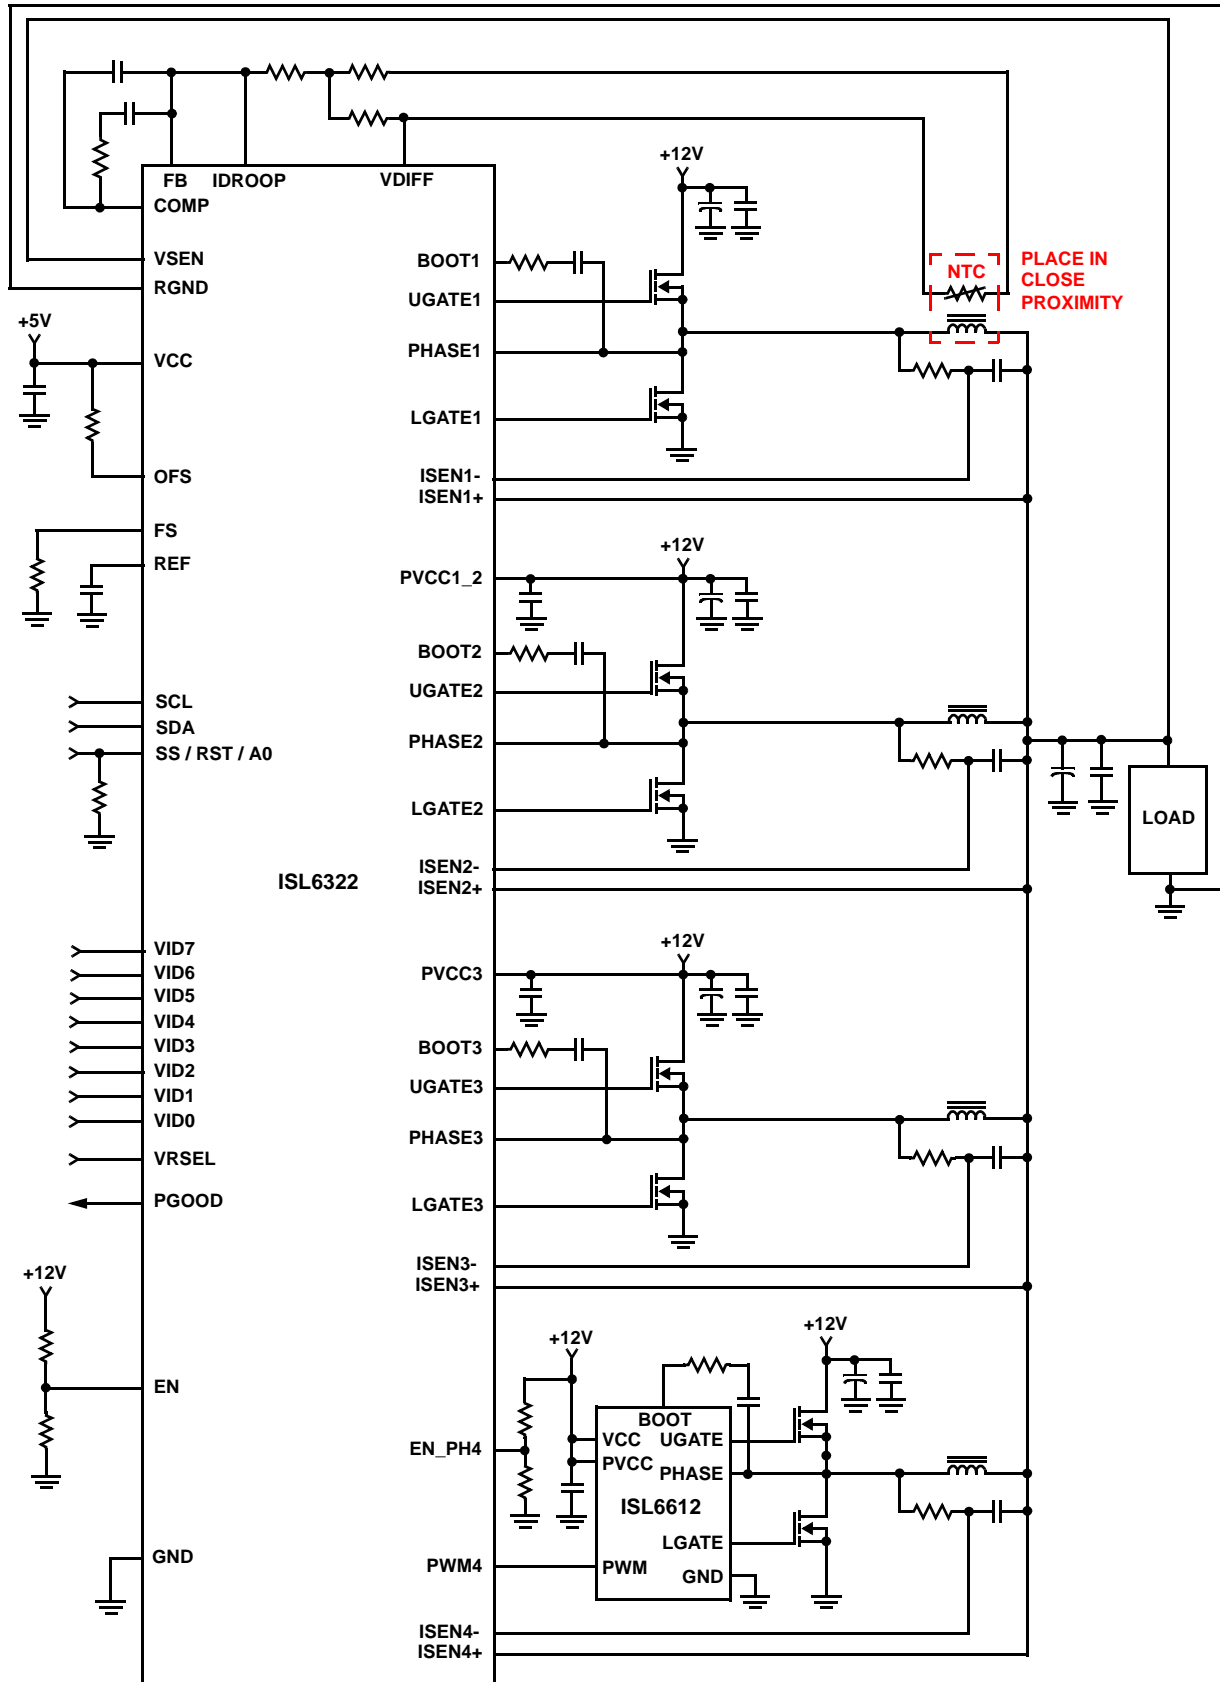 +12V
FB
IDROOP
VDIFF
COMP
VSEN
RGND
BOOT1
UGATE1
NTC
PLACE IN
CLOSE
PROXIMITY
+5V
VCC
PHASE1
LGATE1
OFS
ISEN1-
ISEN1+
FS
REF
+12V
PVCC1_2
BOOT2
UGATE2
SCL
SDA
SS / RST / A0
PHASE2
LGATE2
LOAD
ISL6322
ISEN2-
ISEN2+
VID7
VID6
VID5
VID4
VID3
VID2
VID1
VID0
VRSEL
PGOOD
+12V
PVCC3
BOOT3
UGATE3
PHASE3
LGATE3
ISEN3-
ISEN3+
+12V
EN
+12V
+12V
EN_PH4
BOOT
VCC
UGATE
PVCC
PHASE
ISL6612
LGATE
PWM
GND
GND
PWM4
ISEN4-
ISEN4+